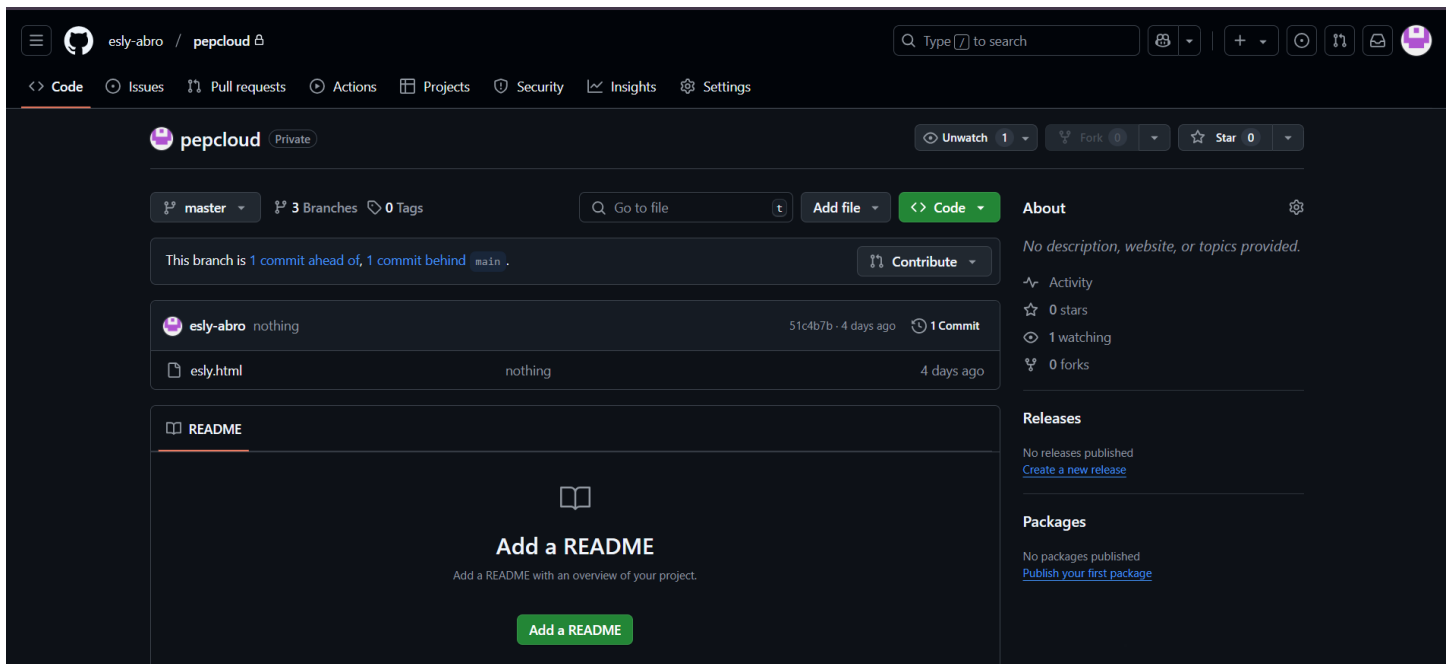 esly-abro / pepcloud
Type / to search
Code
Issues
Pull requests
Actions
Projects
Security
Insights
Settings
pepcloud Private
Unwatch 1
Fork 0
Star 0
master
3 Branches
0 Tags
Go to file t
Add file
<> Code
This branch is 1 commit ahead of, 1 commit behind main .
Contribute
esly-abro nothing
51c4b7b · 4 days ago
1 Commit
esly.html nothing 4 days ago
README
Add a README
Add a README with an overview of your project.
Add a README
About
No description, website, or topics provided.
Activity
0 stars
1 watching
0 forks
Releases
No releases published
Create a new release
Packages
No packages published
Publish your first package